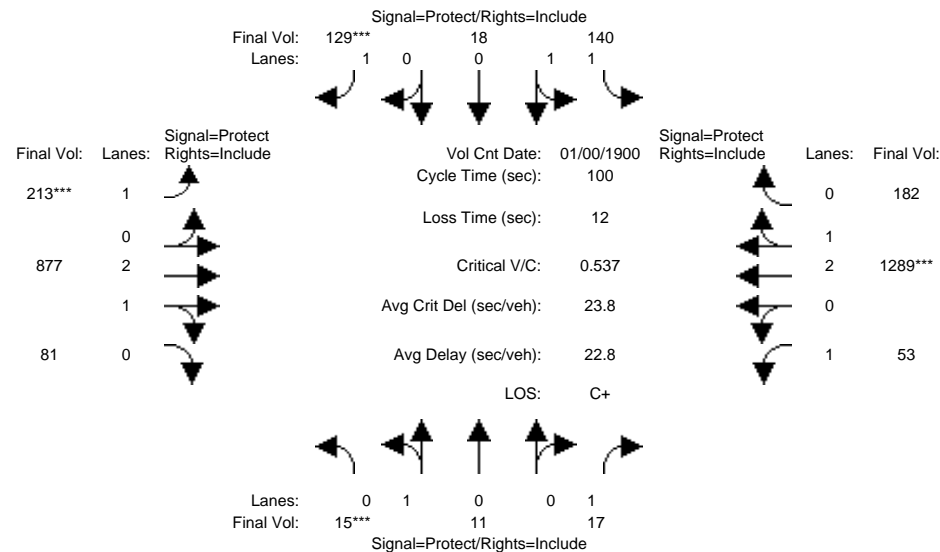 Signal=Protect/Rights=Include
Final Vol: 129*** 18 140
Lanes: 1 0 0 1 1
Signal=Protect Signal=Protect
Final Vol: Lanes: Rights=Include Vol Cnt Date: 01/00/1900 Rights=Include Lanes: Final Vol:
Cycle Time (sec): 100
213*** 1 0 182
Loss Time (sec): 12
0 1
877 2 Critical V/C: 0.537 2 1289***
1 Avg Crit Del (sec/veh): 23.8 0
81 0 Avg Delay (sec/veh): 22.8 1 53
LOS: C+
Lanes: 0 1 0 0 1
Final Vol: 15*** 11 17
Signal=Protect/Rights=Include